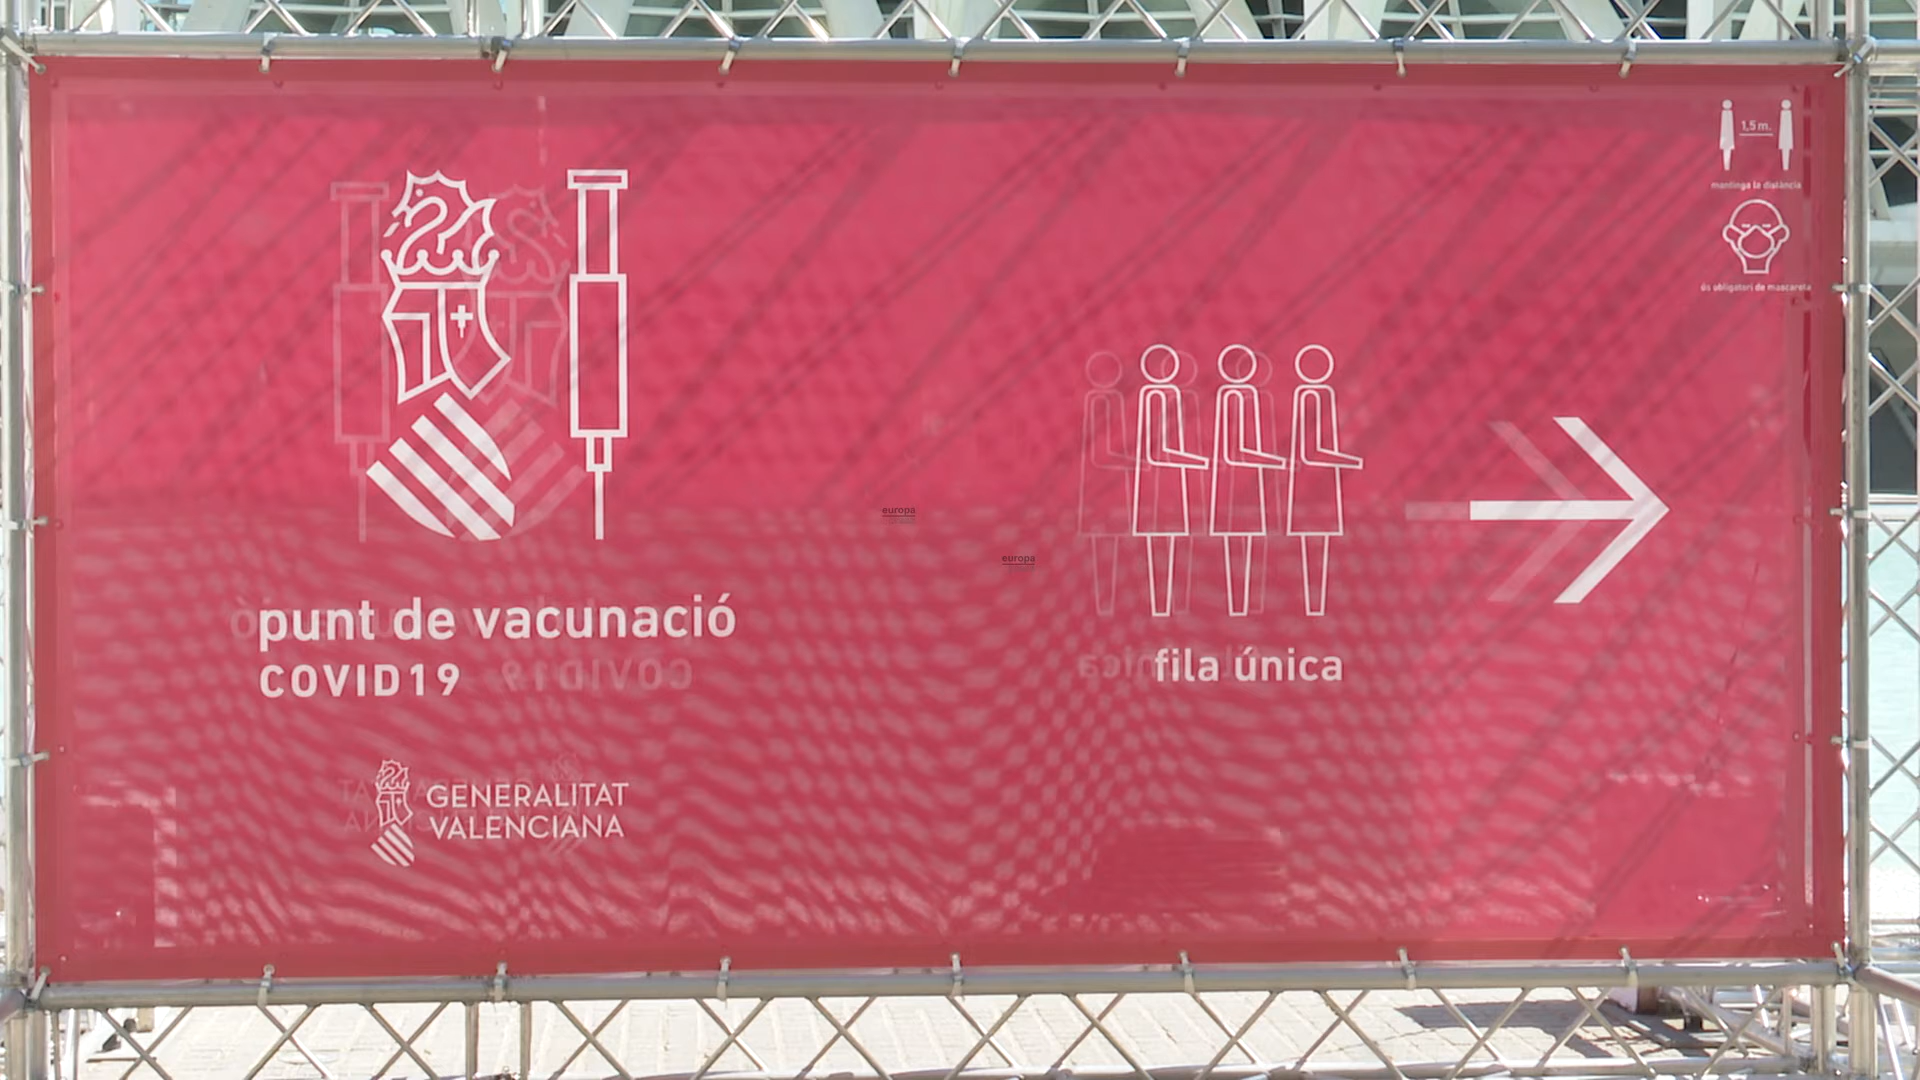 1,5 m.
mantinga la distància
ús obligatori de mascareta
europa
europa
punt de vacunació
COVID19
fila única
GENERALITAT
VALENCIANA